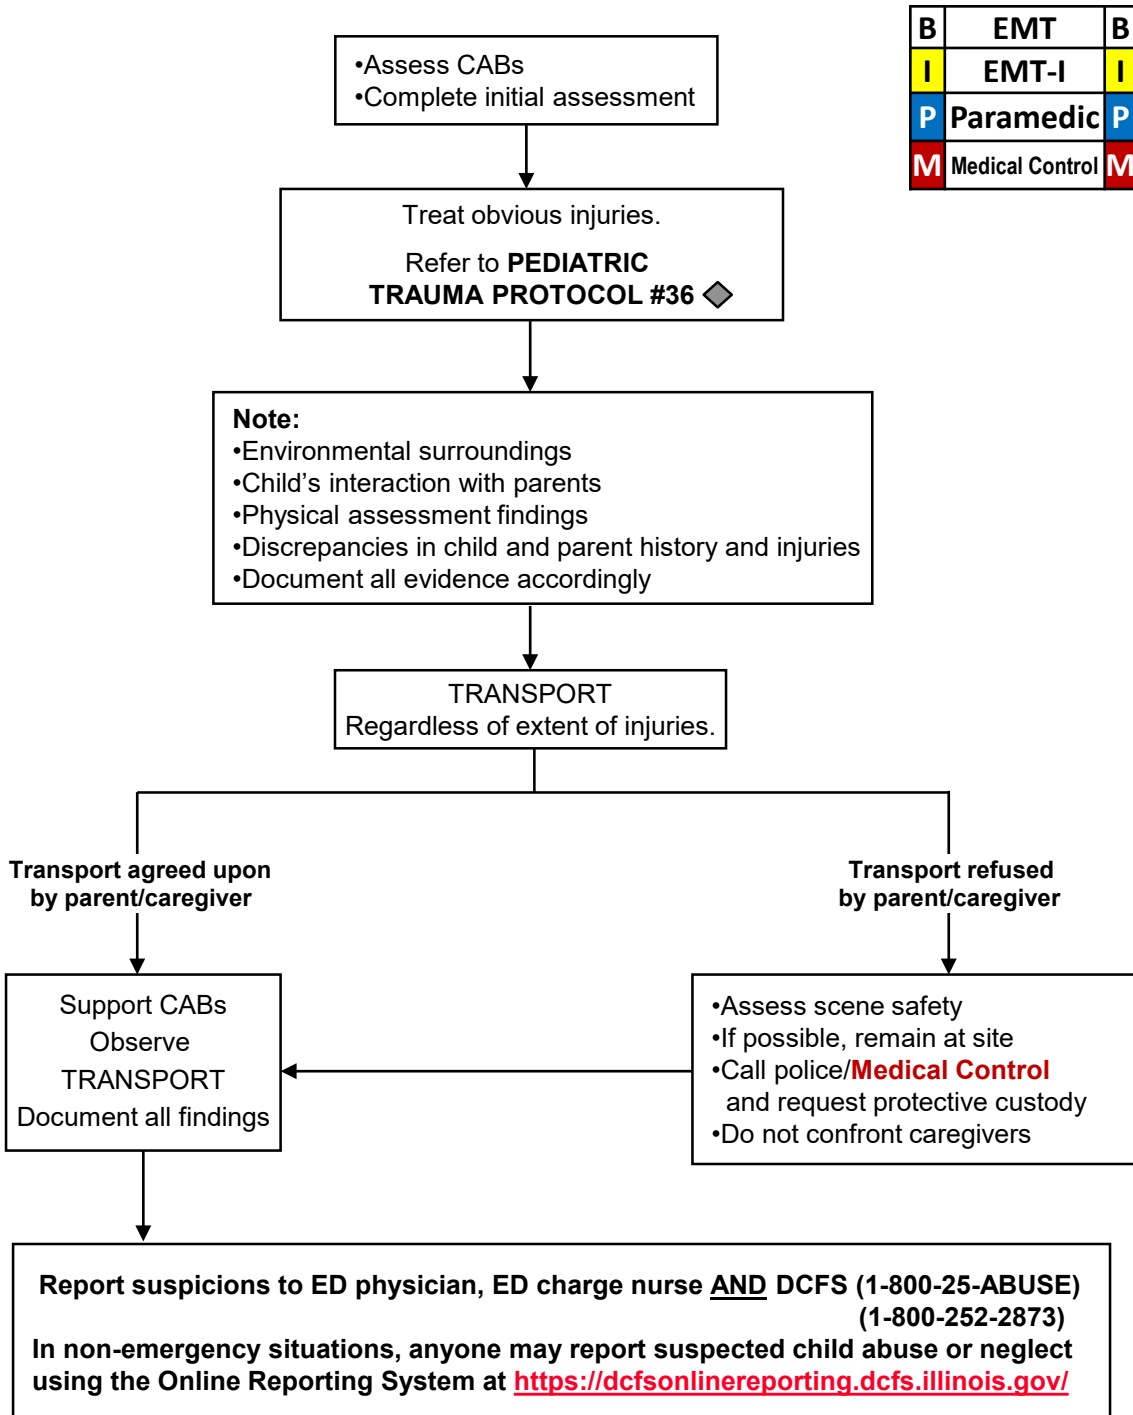 B EMT B
I EMT-I I
P Paramedic P
M Medical Control M
•Assess CABs
•Complete initial assessment
Treat obvious injuries.
Refer to PEDIATRIC
TRAUMA PROTOCOL #36
Note:
•Environmental surroundings
•Child's interaction with parents
•Physical assessment findings
•Discrepancies in child and parent history and injuries
•Document all evidence accordingly
TRANSPORT
Regardless of extent of injuries.
Transport agreed upon
by parent/caregiver
Transport refused
by parent/caregiver
Support CABs
Observe
TRANSPORT
Document all findings
•Assess scene safety
•If possible, remain at site
•Call police/Medical Control
and request protective custody
•Do not confront caregivers
Report suspicions to ED physician, ED charge nurse AND DCFS (1-800-25-ABUSE)
(1-800-252-2873)
In non-emergency situations, anyone may report suspected child abuse or neglect
using the Online Reporting System at https://dcfsonlinereporting.dcfs.illinois.gov/